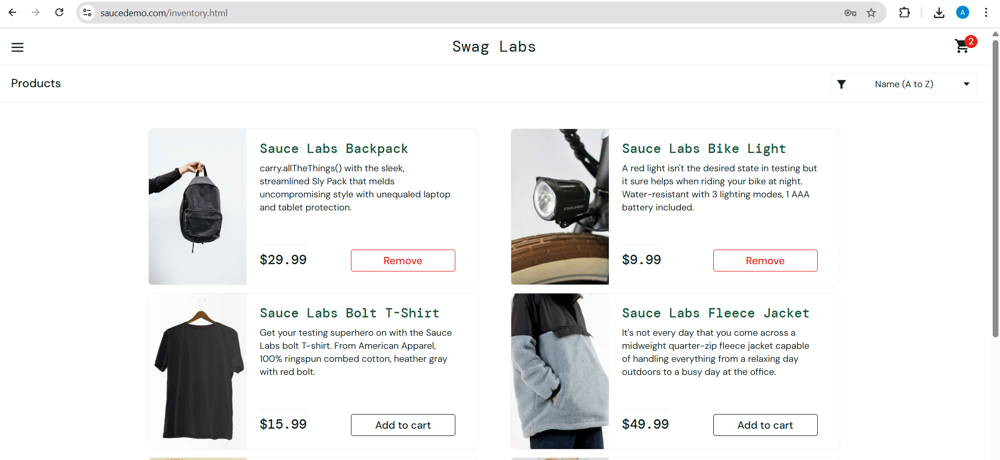 saucedemo.com/inventory.html
A
Swag Labs
2
Products
Name (A to Z)
Sauce Labs Backpack
carry.allTheThings() with the sleek,
streamlined Sly Pack that melds
uncompromising style with unequaled laptop
and tablet protection.
$29.99
Remove
Sauce Labs Bike Light
A red light isn't the desired state in testing but
it sure helps when riding your bike at night.
Water-resistant with 3 lighting modes, 1 AAA
battery included.
STAR UNION
$9.99
Remove
Sauce Labs Bolt T-Shirt
Get your testing superhero on with the Sauce
Labs bolt T-shirt. From American Apparel,
100% ringspun combed cotton, heather gray
with red bolt.
$15.99
Add to cart
Sauce Labs Fleece Jacket
It's not every day that you come across a
midweight quarter-zip fleece jacket capable
of handling everything from a relaxing day
outdoors to a busy day at the office.
$49.99
Add to cart